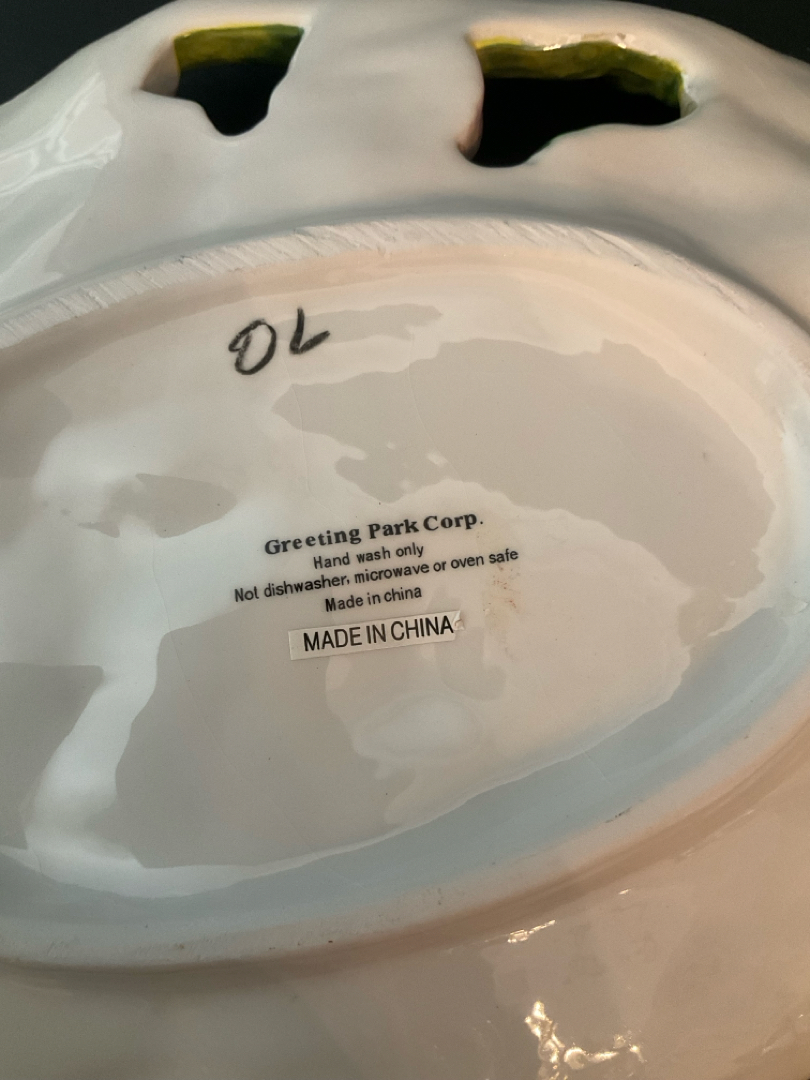 OL
Greeting Park Corp.
Hand wash only
Not dishwasher, microwave or oven safe
Made in china
MADE IN CHINA